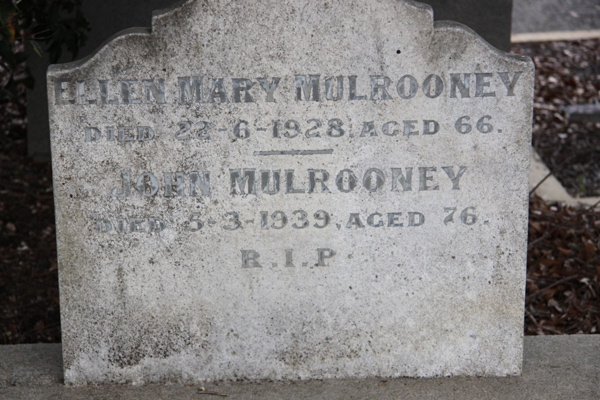 ELLEN MARY MULROONEY
DIED 22-6-1928, AGED 66.
JOHN MULROONEY
DIED 5-3-1939, AGED 76.
R.I.P.